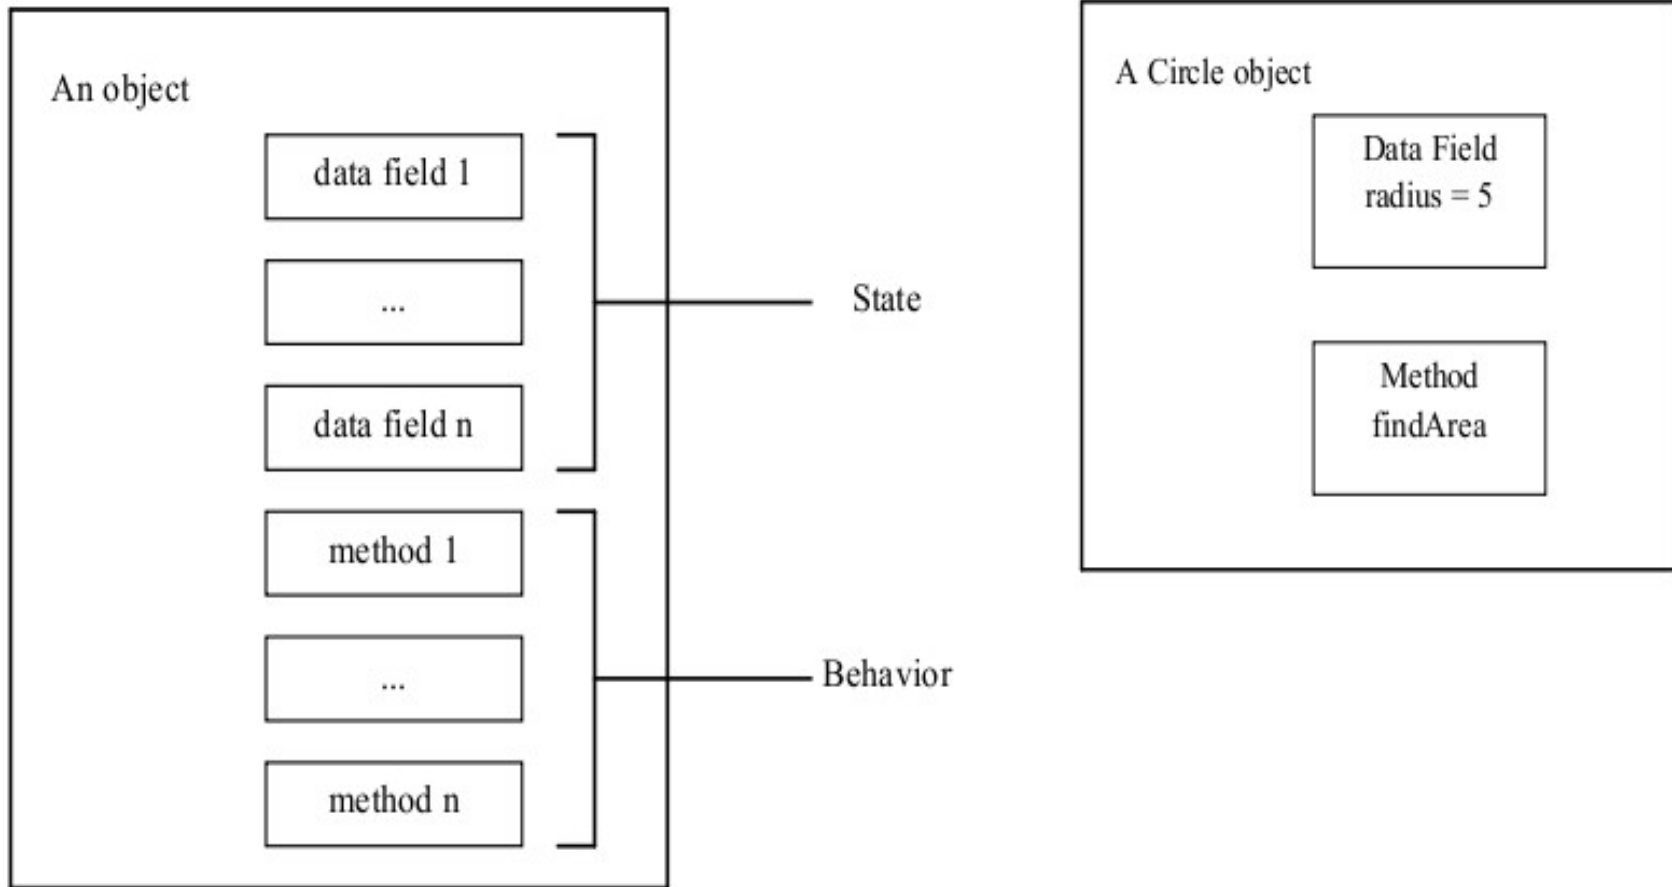 An object
data field 1
...
data field n
method 1
...
method n
State
Behavior
A Circle object
Data Field
radius = 5
Method
findArea